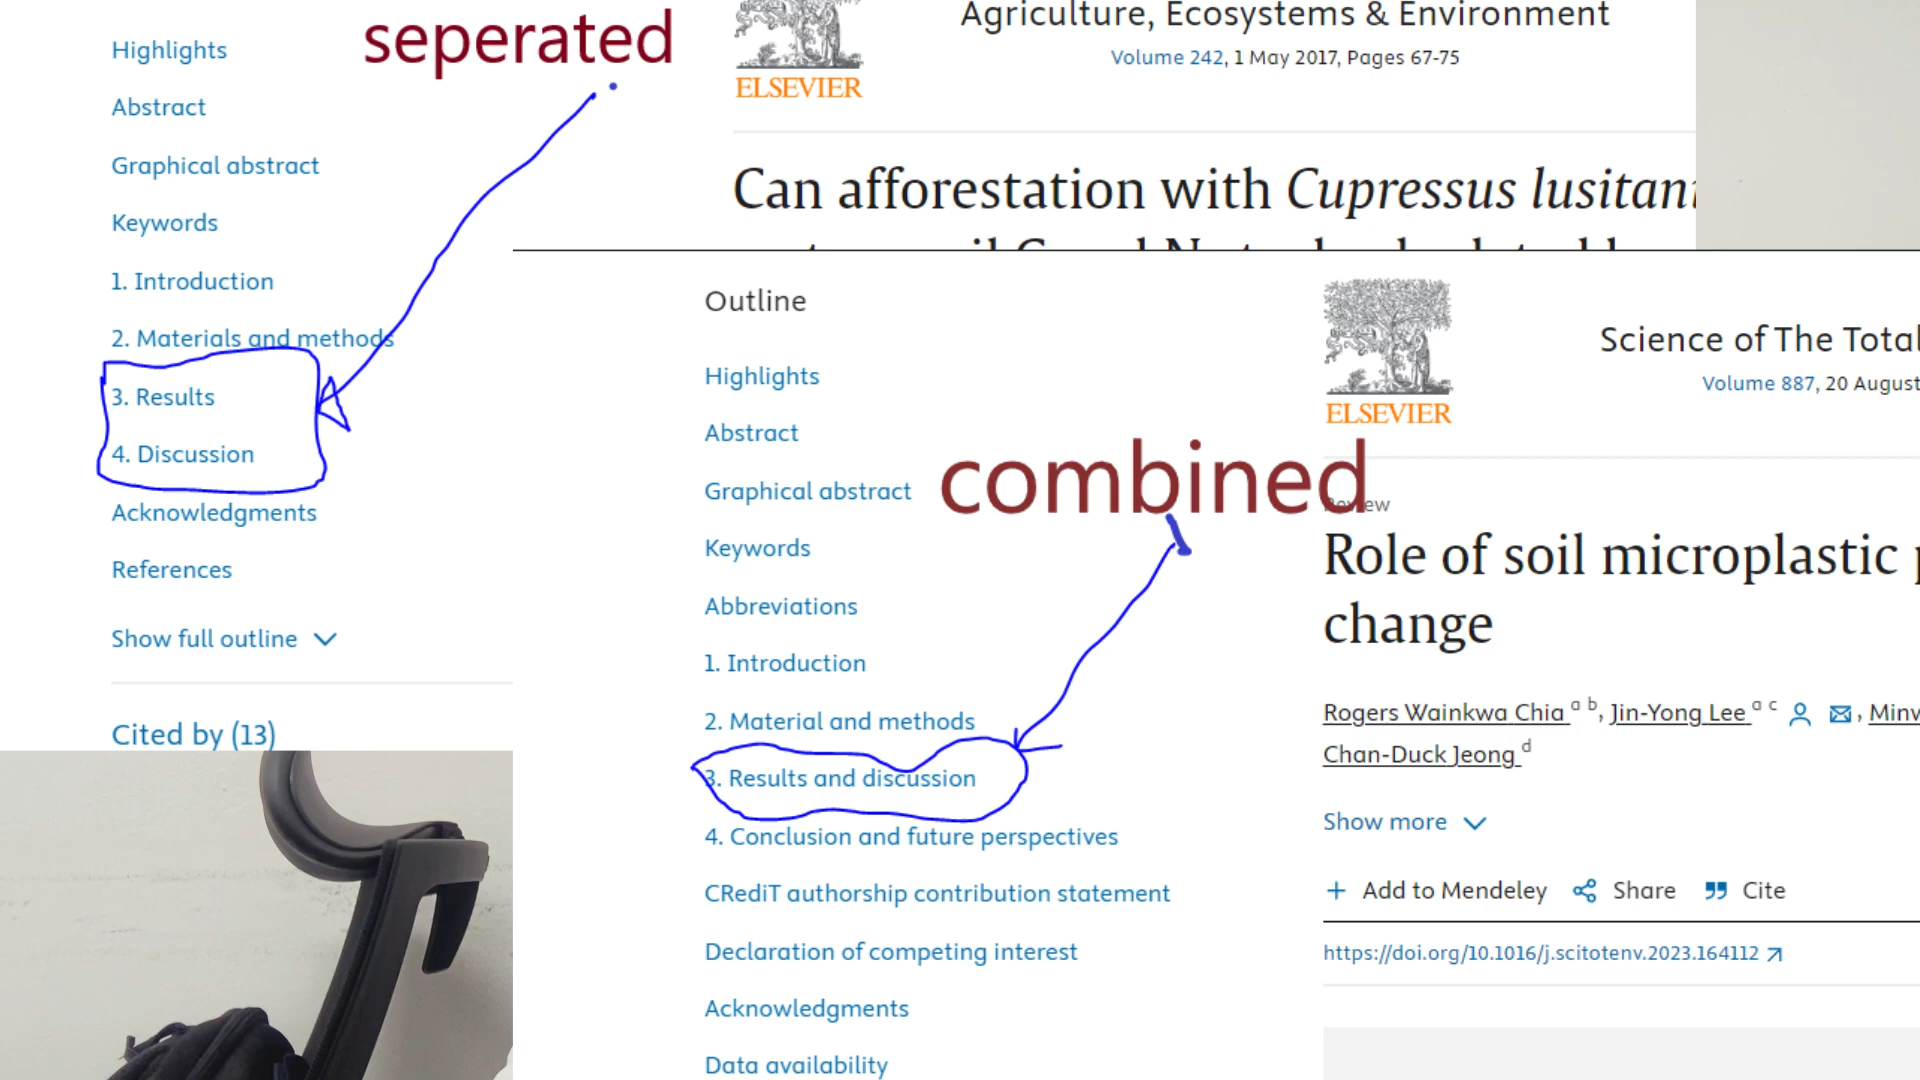 seperated
Highlights
Abstract
Graphical abstract
Keywords
1. Introduction
2. Materials and methods
3. Results
4. Discussion
Acknowledgments
References
Show full outline
Cited by (13)
ELSEVIER
Agriculture, Ecosystems & Environment
Volume 242, 1 May 2017, Pages 67-75
Can afforestation with Cupressus
Outline
Highlights
Abstract
Graphical abstract
Keywords
Abbreviations
1. Introduction
2. Material and methods
3. Results and discussion
4. Conclusion and future perspectives
CRediT authorship contribution statement
Declaration of competing interest
Acknowledgments
Data availability
combined
ELSEVIER
Science of The Total
Volume 887, 20 August
Review
Role of soil microplastic
change
Rogers Wainkwa Chia a b, Jin-Yong Lee a c,
Chan-Duck Jeong d
Show more
Add to Mendeley Share Cite
https://doi.org/10.1016/j.scitotenv.2023.164112